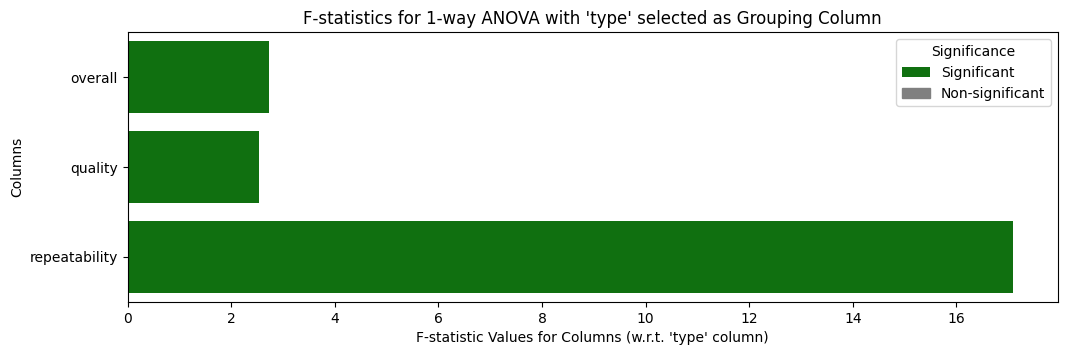 F-statistics for 1-way ANOVA with 'type' selected as Grouping Column
Significance
Significant
Non-significant
Columns
overall
quality
repeatability
0 2 4 6 8 10 12 14 16
F-statistic Values for Columns (w.r.t. 'type' column)